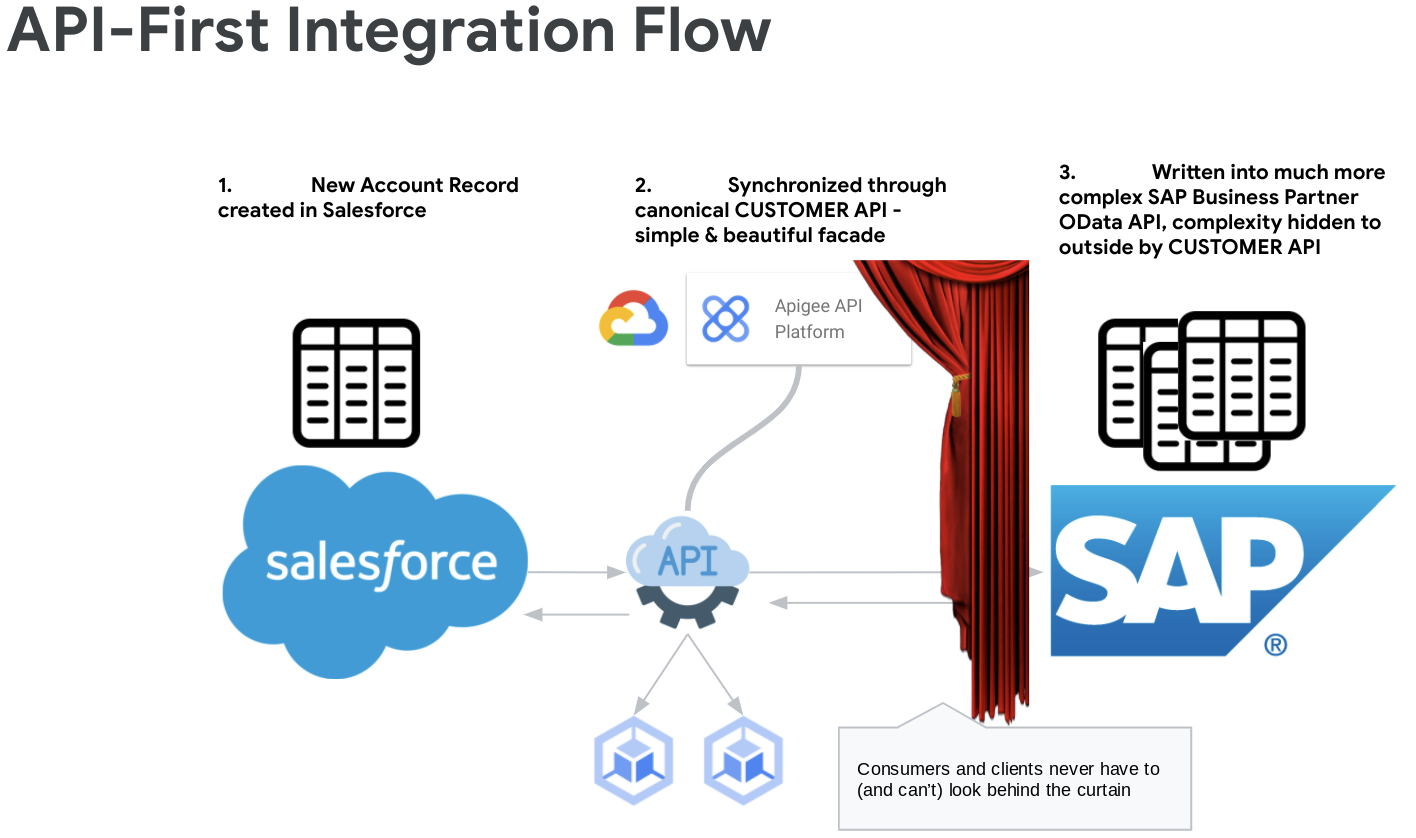 API-First Integration Flow
1. New Account Record
created in Salesforce
2. Synchronized through
canonical CUSTOMER API -
simple & beautiful facade
3. Written into much more
complex SAP Business Partner
OData API, complexity hidden to
outside by CUSTOMER API
Apigee API
Platform
salesforce
API
SAP
®
Consumers and clients never have to
(and can't) look behind the curtain